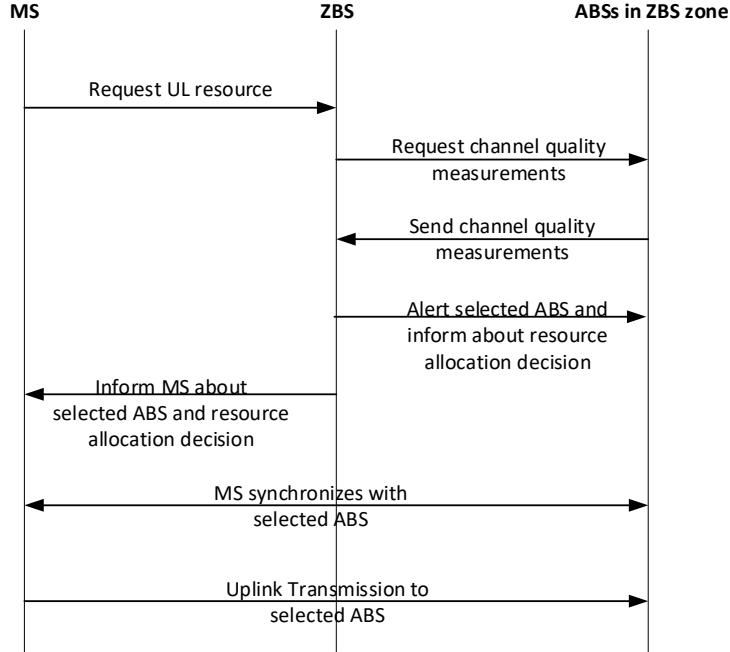 MS
ZBS
ABSs in ZBS zone
Request UL resource
Request channel quality
measurements
Send channel quality
measurements
Alert selected ABS and
inform about resource
allocation decision
Inform MS about
selected ABS and resource
allocation decision
MS synchronizes with
selected ABS
Uplink Transmission to
selected ABS